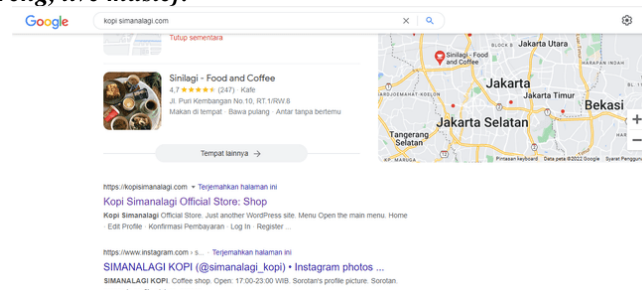 Google
kopi simanalagi.com
Tutup sementara
Sinilagi - Food and Coffee
4,7 (247) · Kafe
Jl. Puri Kembangan No.10, RT.1/RW.8
Makan di tempat · Bawa pulang · Antar tanpa bertemu
Tempat lainnya
Sinilagi - Food
and Coffee
BLOCK B
Jakarta Utara
Jakarta
Jakarta Timur
Bekasi
Jakarta Selatan
Tangerang
Selatan
KP. MARUGA
Pintasan keyboard
Data peta ©2022 Google
https://kopisimanalagi.com
Terjemahkan halaman ini
Kopi Simanalagi Official Store: Shop
Kopi Simanalagi Official Store. Just another WordPress site. Menu Open the main menu. Home
· Edit Profile · Konfirmasi Pembayaran · Log In · Register ...
https://www.instagram.com › s... · Terjemahkan halaman ini
SIMANALAGI KOPI (@simanalagi_kopi) • Instagram photos ...
SIMANALAGI KOPI. Coffee shop. Open: 17:00-23:00 WIB. Sorotan's profile picture. Sorotan.